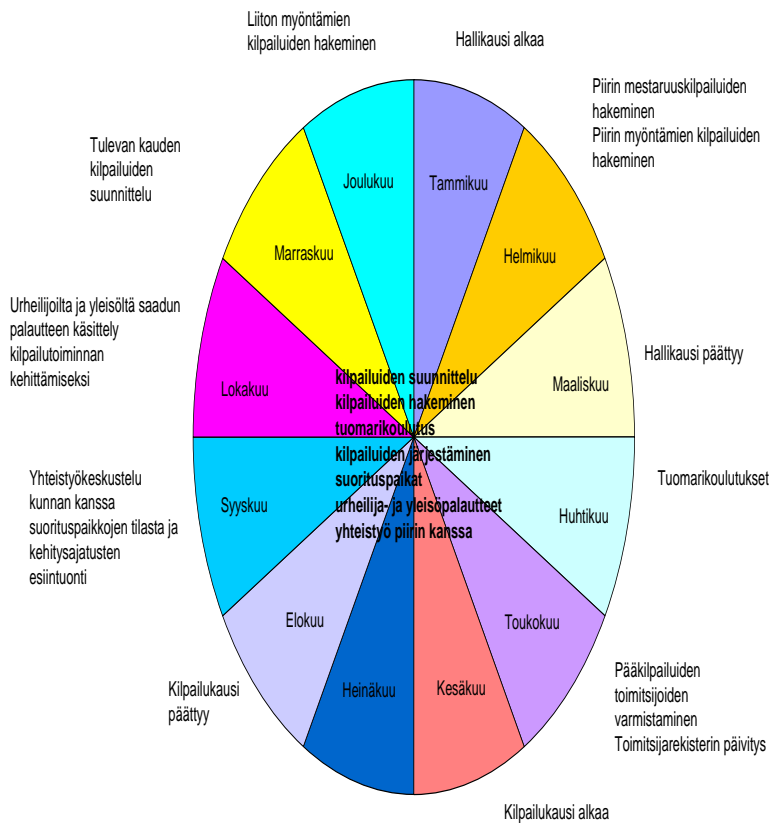 Liiton myöntämien
kilpailuiden hakeminen
Hallikausi alkaa
Piirin mestaruuskilpailuiden
hakeminen
Piirin myöntämien kilpailuiden
hakeminen
Tulevan kauden
kilpailuiden
suunnittelu
Joulukuu
Tammikuu
Marraskuu
Helmikuu
Urheilijoilta ja yleisöltä saadun
palautteen käsittely
kilpailutoiminnan
kehittämiseksi
Hallikausi päättyy
Lokakuu
Maaliskuu
kilpailuiden suunnittelu
kilpailuiden hakeminen
tuomarikoulutus
kilpailuiden järjestäminen
suorituspaikat
urheilija- ja yleisöpalautteet
yhteistyö piirin kanssa
Yhteistyökeskustelu
kunnan kanssa
suorituspaikkojen tilasta ja
kehitysajatusten
esiintuonti
Syyskuu
Huhtikuu
Tuomarikoulutukset
Elokuu
Toukokuu
Heinäkuu
Kesäkuu
Kilpailukausi
päättyy
Pääkilpailuiden
toimitsijoiden
varmistaminen
Toimitsijarekisterin päivitys
Kilpailukausi alkaa